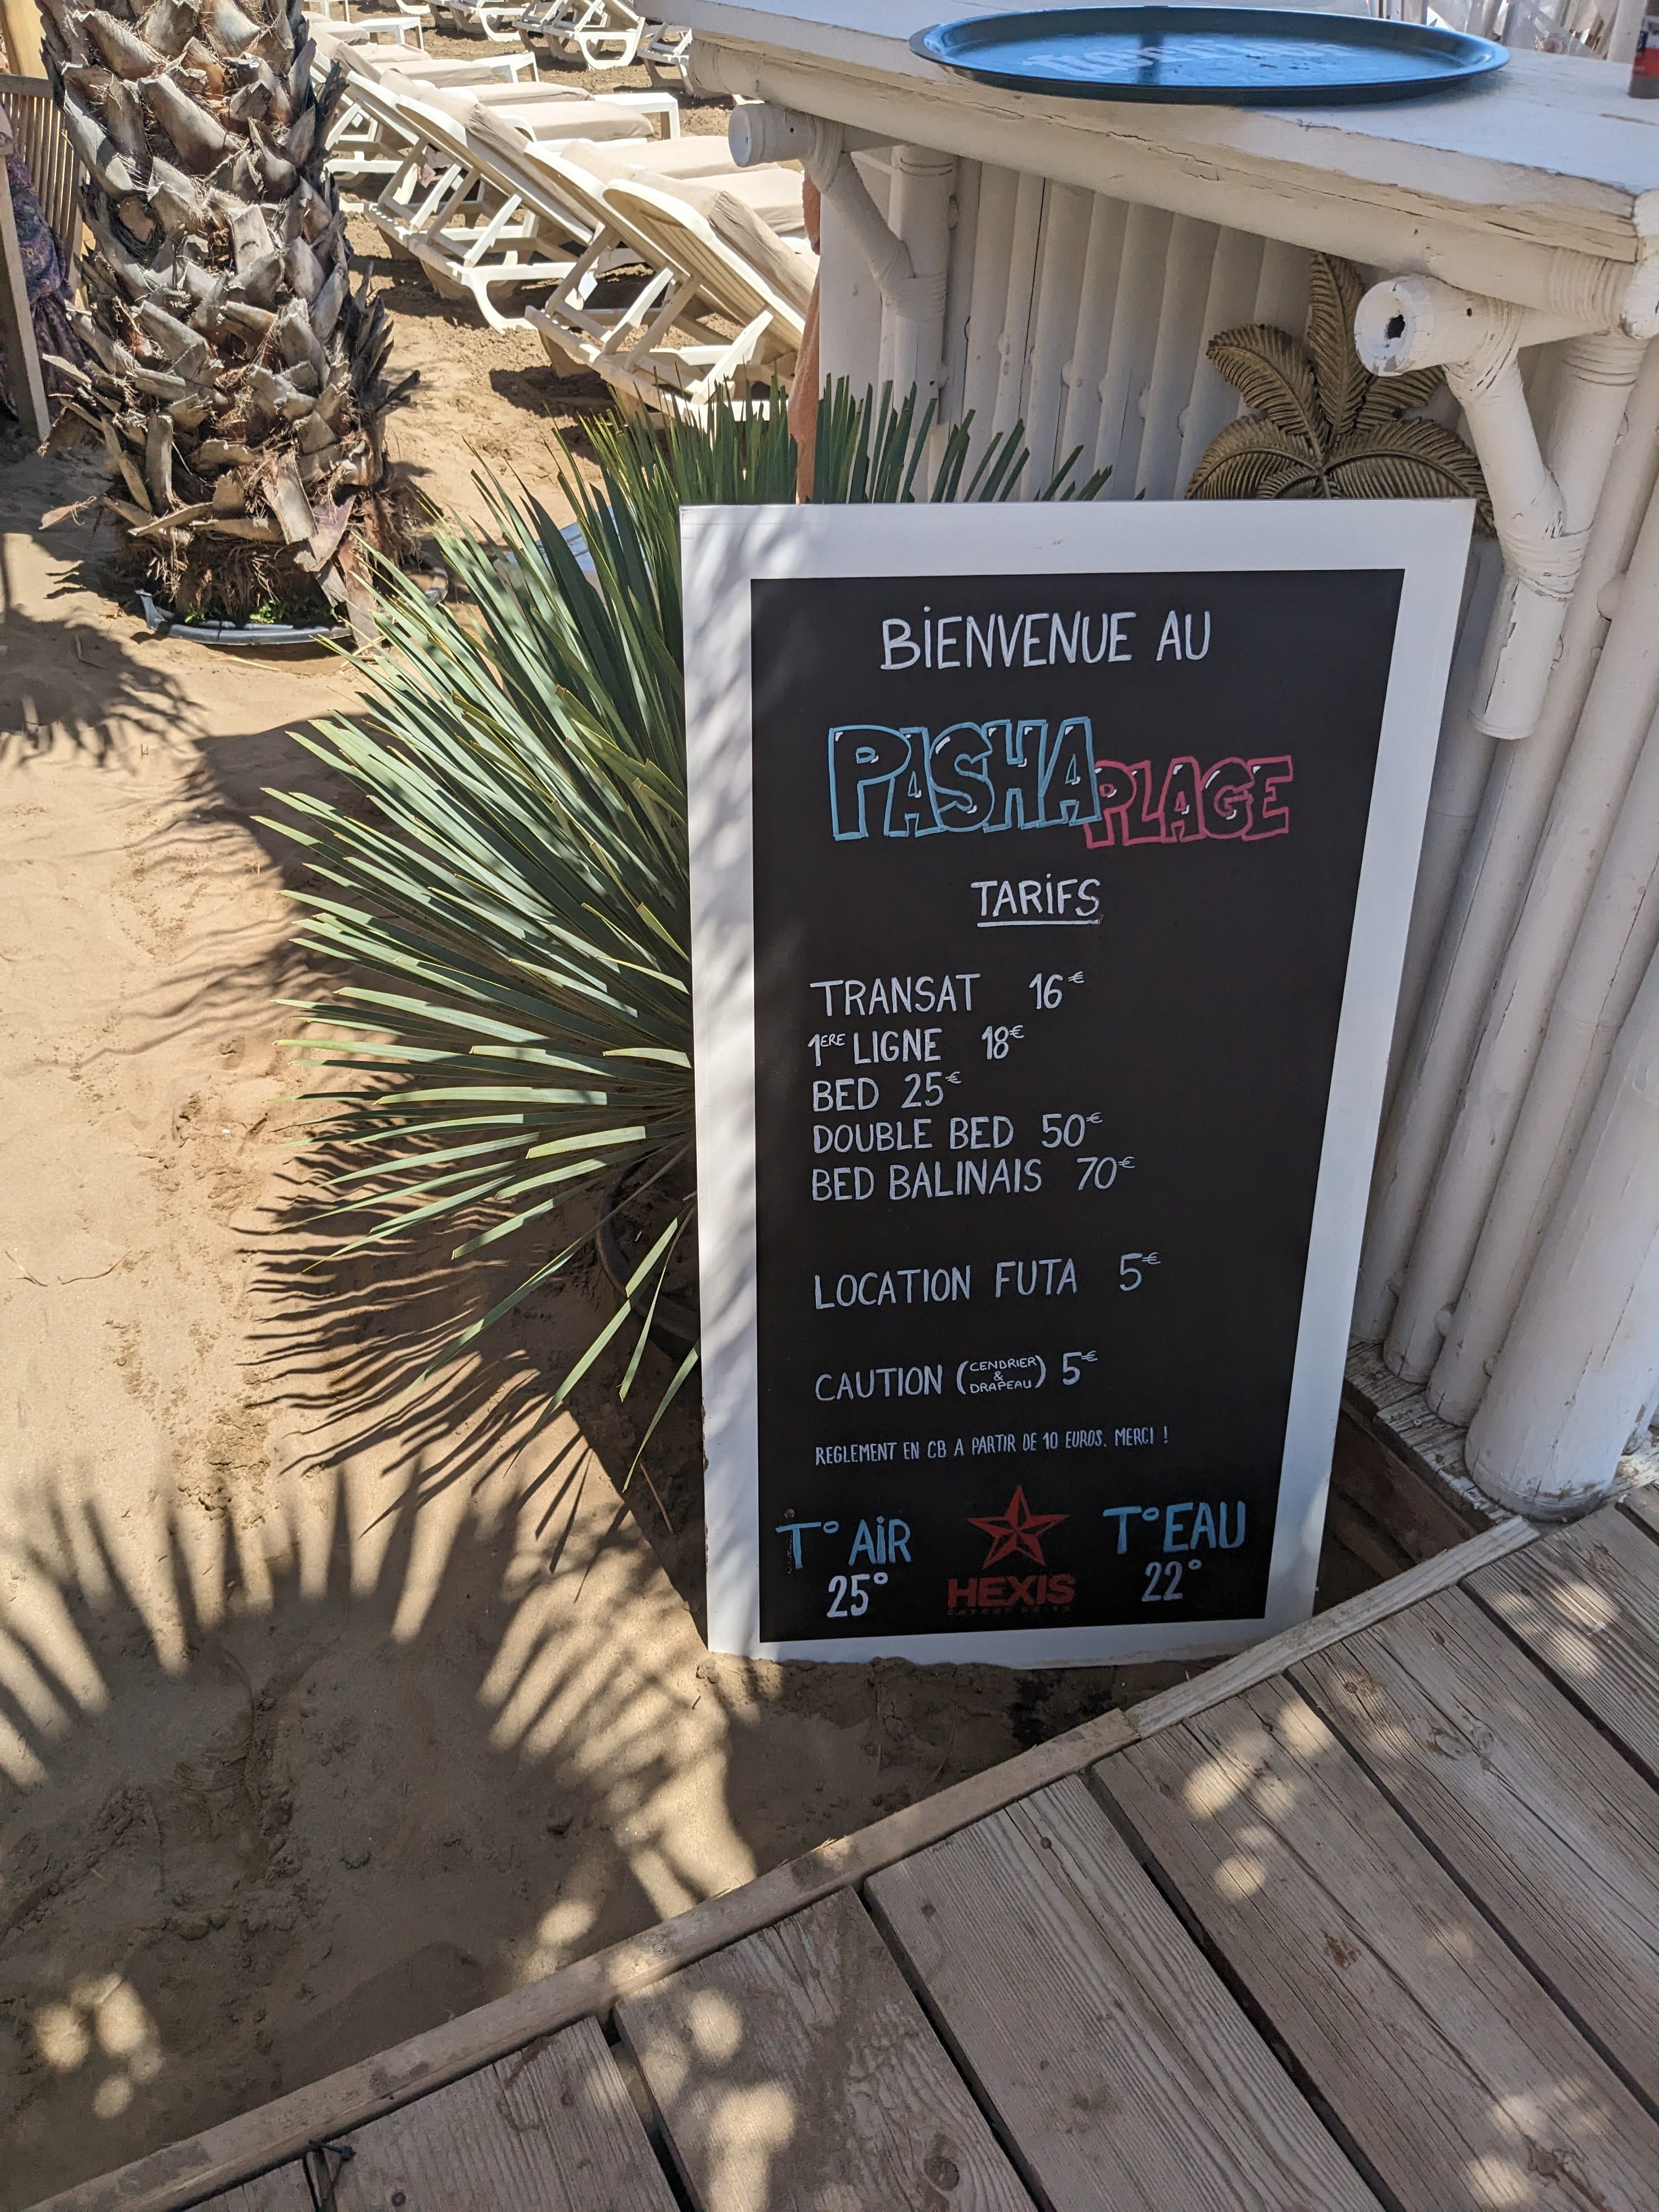 BIENVENUE AU
PASHA PLAGE
TARIFS
TRANSAT 16€
1ERE LIGNE 18€
BED 25€
DOUBLE BED 50€
BED BALINAIS 70€
LOCATION FUTA 5€
CAUTION (CENDRIER & DRAPEAU) 5€
REGLEMENT EN CB A PARTIR DE 10 EUROS. MERCI !
T° AIR
25°
HEXIS
ENERGY DRINK
T° EAU
22°